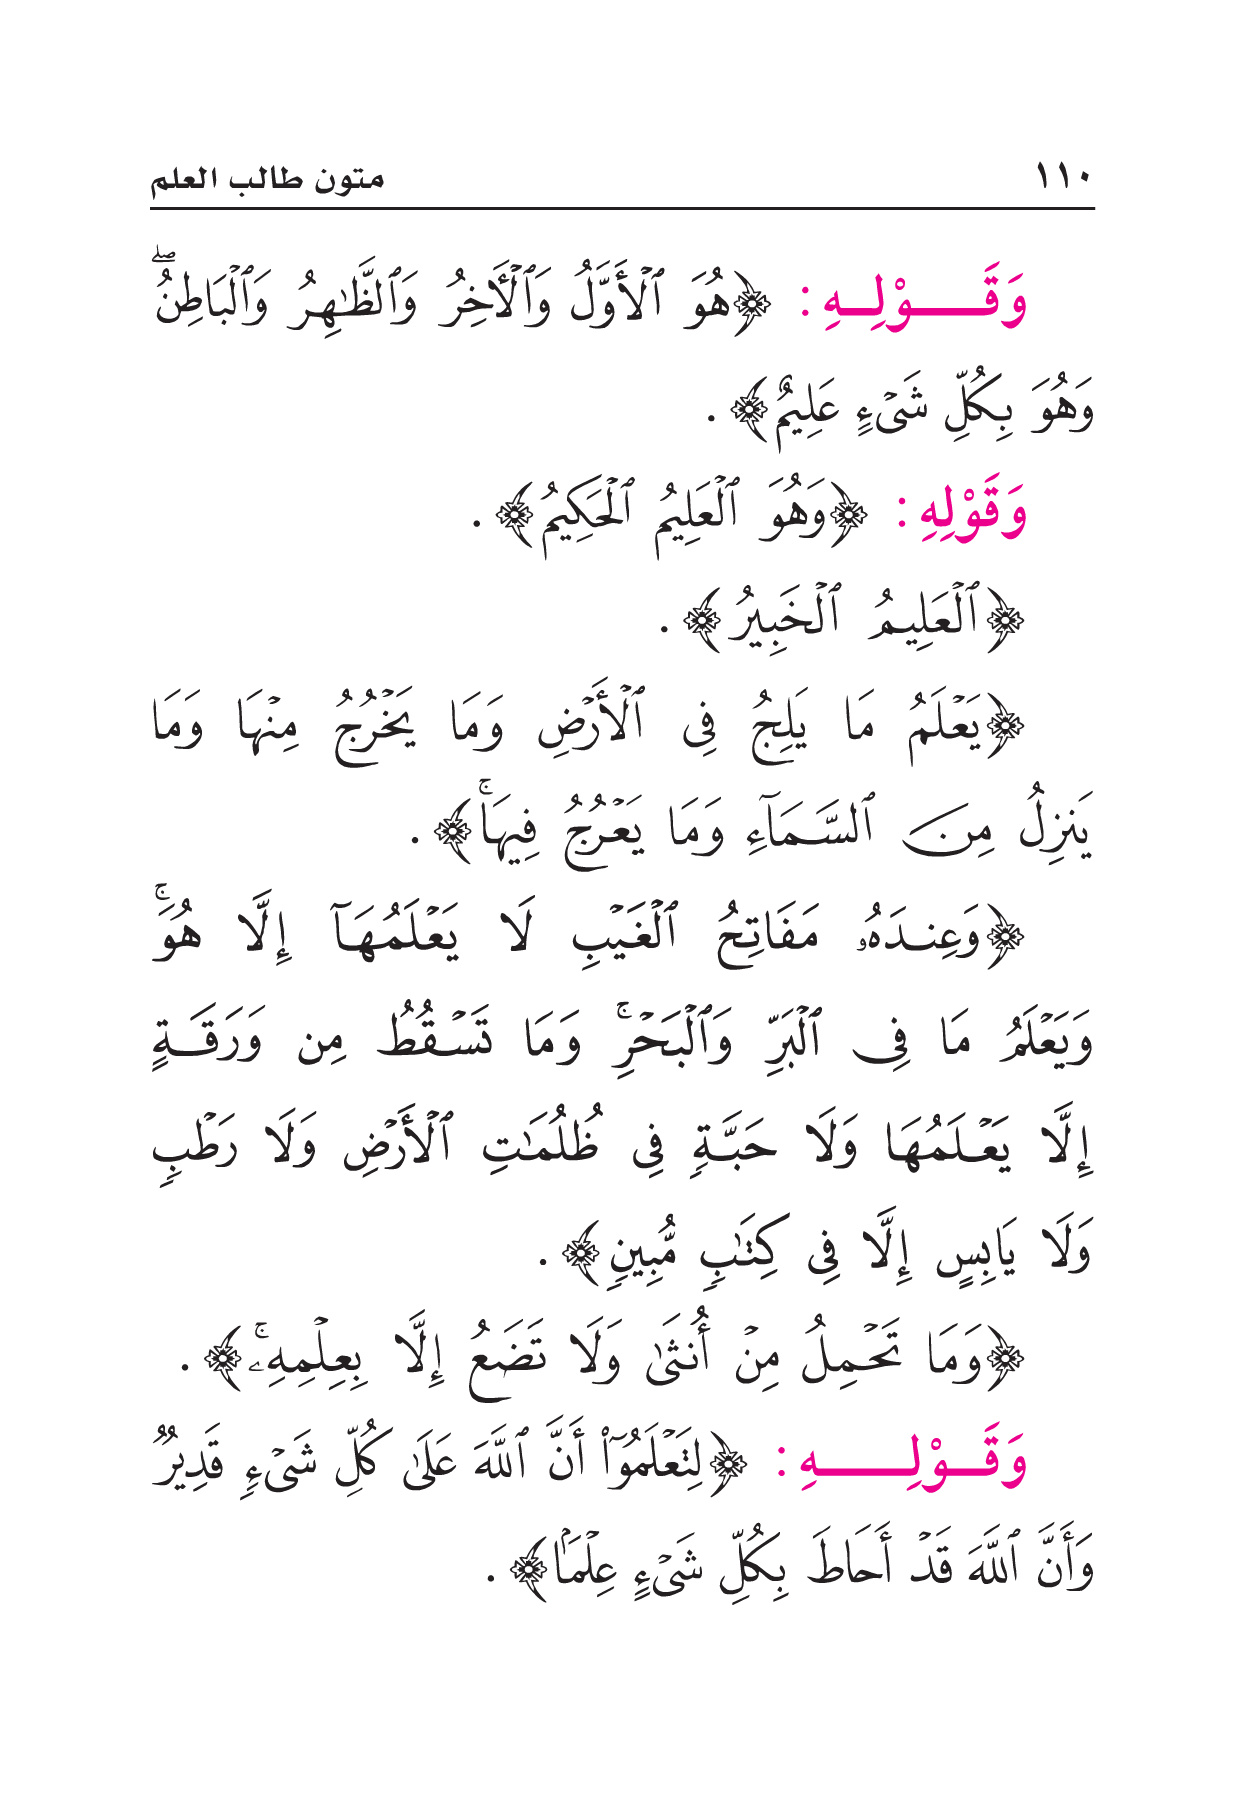 ١١٠ متون طالب العلم
وَقَوْلِهِ: ﴿هُوَ ٱلْأَوَّلُ وَٱلْأَخِرُ وَٱلظَّٰهِرُ وَٱلْبَاطِنُۖ
وَهُوَ بِكُلِّ شَىْءٍ عَلِيمٌ﴾.
وَقَوْلِهِ: ﴿وَهُوَ ٱلْعَلِيمُ ٱلْحَكِيمُ﴾.
﴿ٱلْعَلِيمُ ٱلْخَبِيرُ﴾.
﴿يَعْلَمُ مَا يَلِجُ فِى ٱلْأَرْضِ وَمَا يَخْرُجُ مِنْهَا وَمَا
يَنزِلُ مِنَ ٱلسَّمَآءِ وَمَا يَعْرُجُ فِيهَاۚ﴾.
﴿وَعِندَهُۥ مَفَاتِحُ ٱلْغَيْبِ لَا يَعْلَمُهَآ إِلَّا هُوَۚ
وَيَعْلَمُ مَا فِى ٱلْبَرِّ وَٱلْبَحْرِۚ وَمَا تَسْقُطُ مِن وَرَقَةٍ
إِلَّا يَعْلَمُهَا وَلَا حَبَّةٍ فِى ظُلُمَٰتِ ٱلْأَرْضِ وَلَا رَطْبٍ
وَلَا يَابِسٍ إِلَّا فِى كِتَٰبٍ مُّبِينٍ﴾.
﴿وَمَا تَحْمِلُ مِنْ أُنثَىٰ وَلَا تَضَعُ إِلَّا بِعِلْمِهِۦۚ﴾.
وَقَوْلِهِ: ﴿لِتَعْلَمُوٓا۟ أَنَّ ٱللَّهَ عَلَىٰ كُلِّ شَىْءٍ قَدِيرٌ
وَأَنَّ ٱللَّهَ قَدْ أَحَاطَ بِكُلِّ شَىْءٍ عِلْمًۢا﴾.